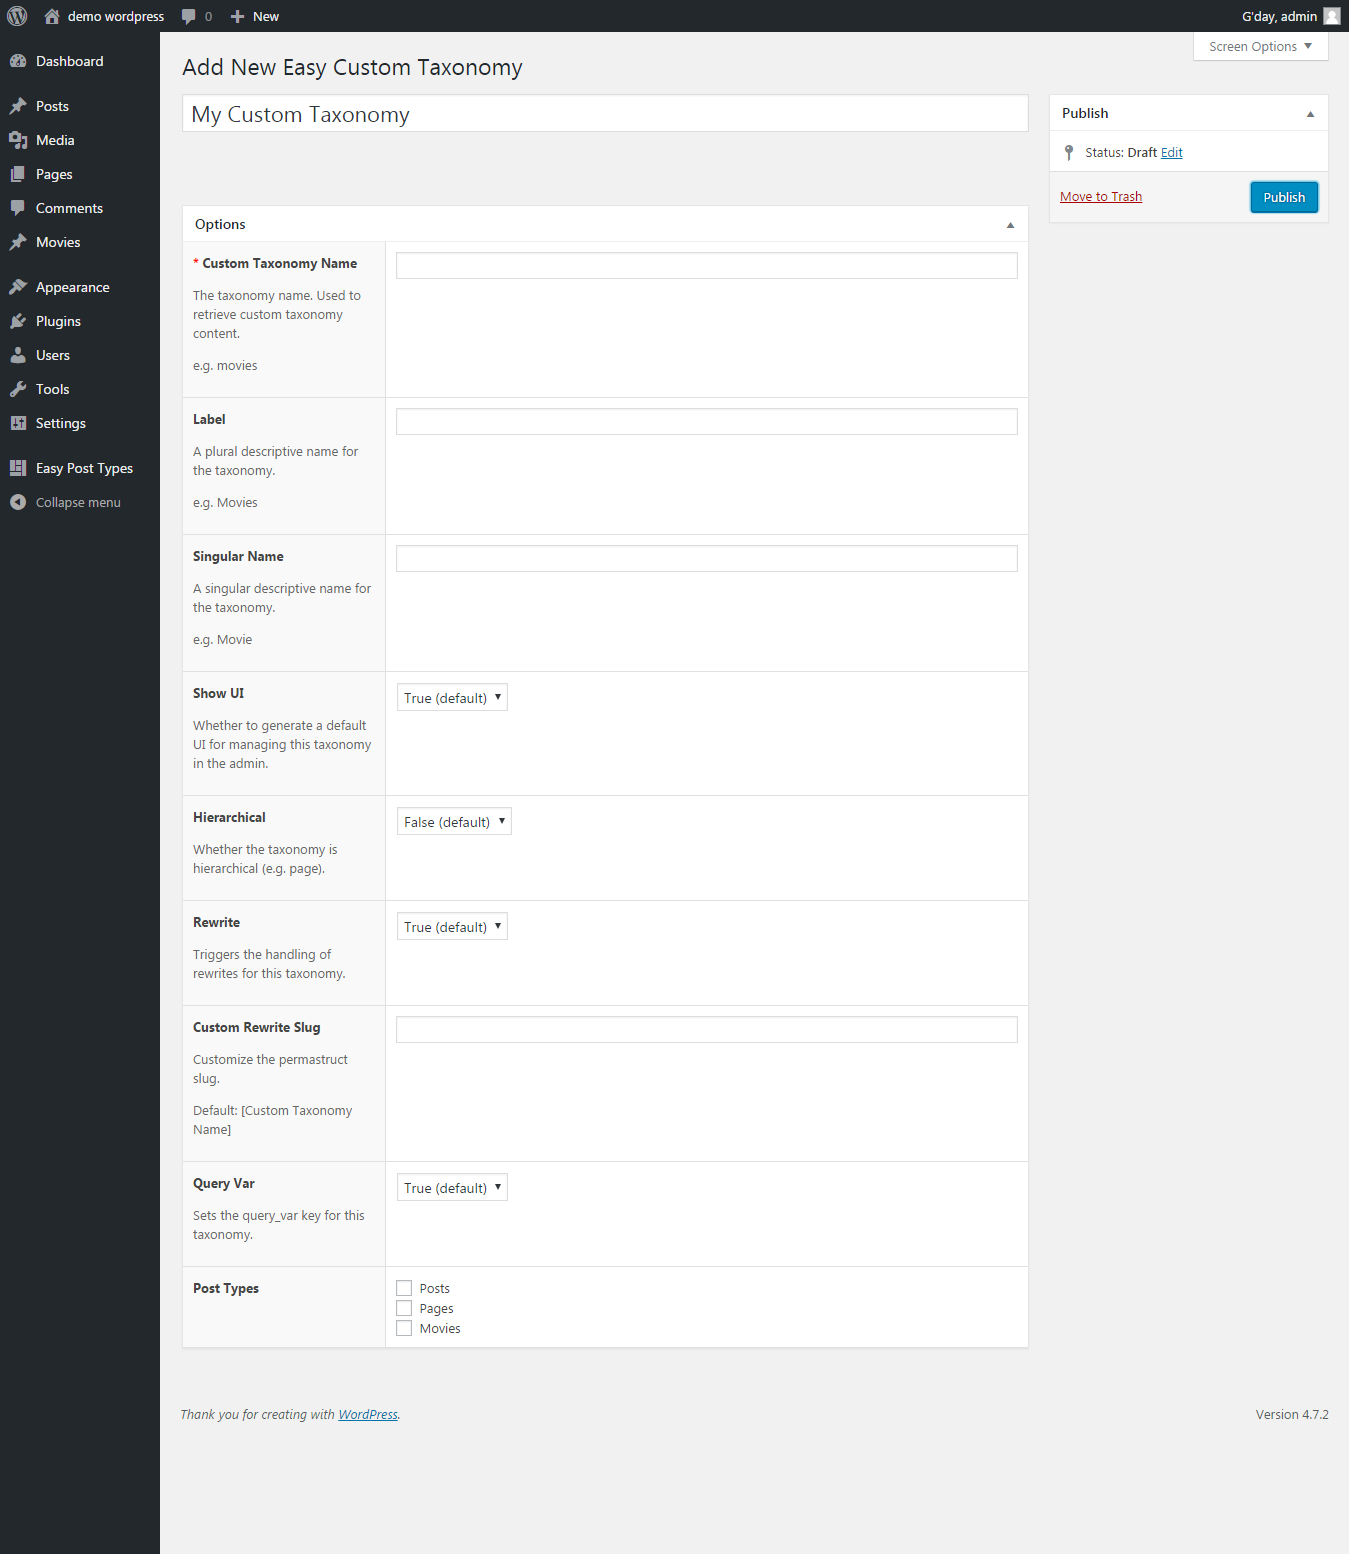 demo wordpress 0 New G'day, admin
Screen Options
Dashboard
Posts
Media
Pages
Comments
Movies
Appearance
Plugins
Users
Tools
Settings
Easy Post Types
Collapse menu
Add New Easy Custom Taxonomy
My Custom Taxonomy
Publish
Status: Draft Edit
Move to Trash Publish
Options
* Custom Taxonomy Name
The taxonomy name. Used to
retrieve custom taxonomy
content.
e.g. movies
Label
A plural descriptive name for
the taxonomy.
e.g. Movies
Singular Name
A singular descriptive name for
the taxonomy.
e.g. Movie
Show UI
True (default)
Whether to generate a default
UI for managing this taxonomy
in the admin.
Hierarchical
False (default)
Whether the taxonomy is
hierarchical (e.g. page).
Rewrite
True (default)
Triggers the handling of
rewrites for this taxonomy.
Custom Rewrite Slug
Customize the permastruct
slug.
Default: [Custom Taxonomy
Name]
Query Var
True (default)
Sets the query_var key for this
taxonomy.
Post Types
Posts
Pages
Movies
Thank you for creating with WordPress.
Version 4.7.2